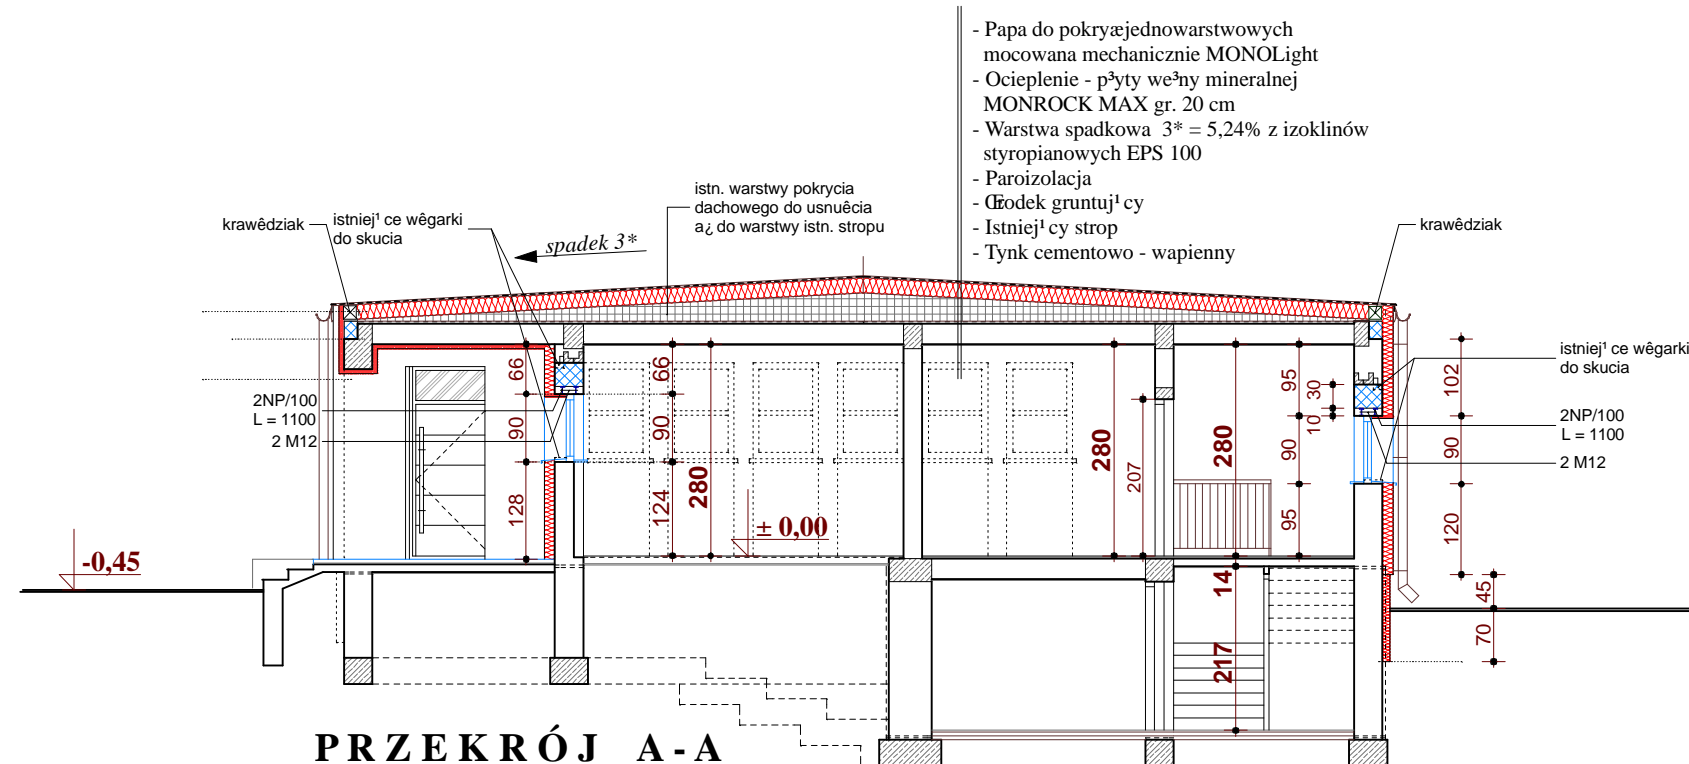 - Papa do pokryæjednowarstwowych
mocowana mechanicznie MONOLight
- Ocieplenie - p³yty we³ny mineralnej
MONROCK MAX gr. 20 cm
- Warstwa spadkowa 3* = 5,24% z izoklinów
styropianowych EPS 100
- Paroizolacja
- Œrodek gruntuj¹cy
- Istniej¹cy strop
- Tynk cementowo - wapienny
istn. warstwy pokrycia
dachowego do usnuêcia
a¿ do warstwy istn. stropu
krawêdziak
istniej¹ce wêgarki
do skucia
spadek 3*
krawêdziak
istniej¹ce wêgarki
do skucia
2NP/100
L = 1100
2 M12
2NP/100
L = 1100
2 M12
66
90
128
66
90
124
280
280
207
280
95
90
95
30
10
102
90
120
45
70
14
217
± 0,00
-0,45
PRZEKRÓJ A-A